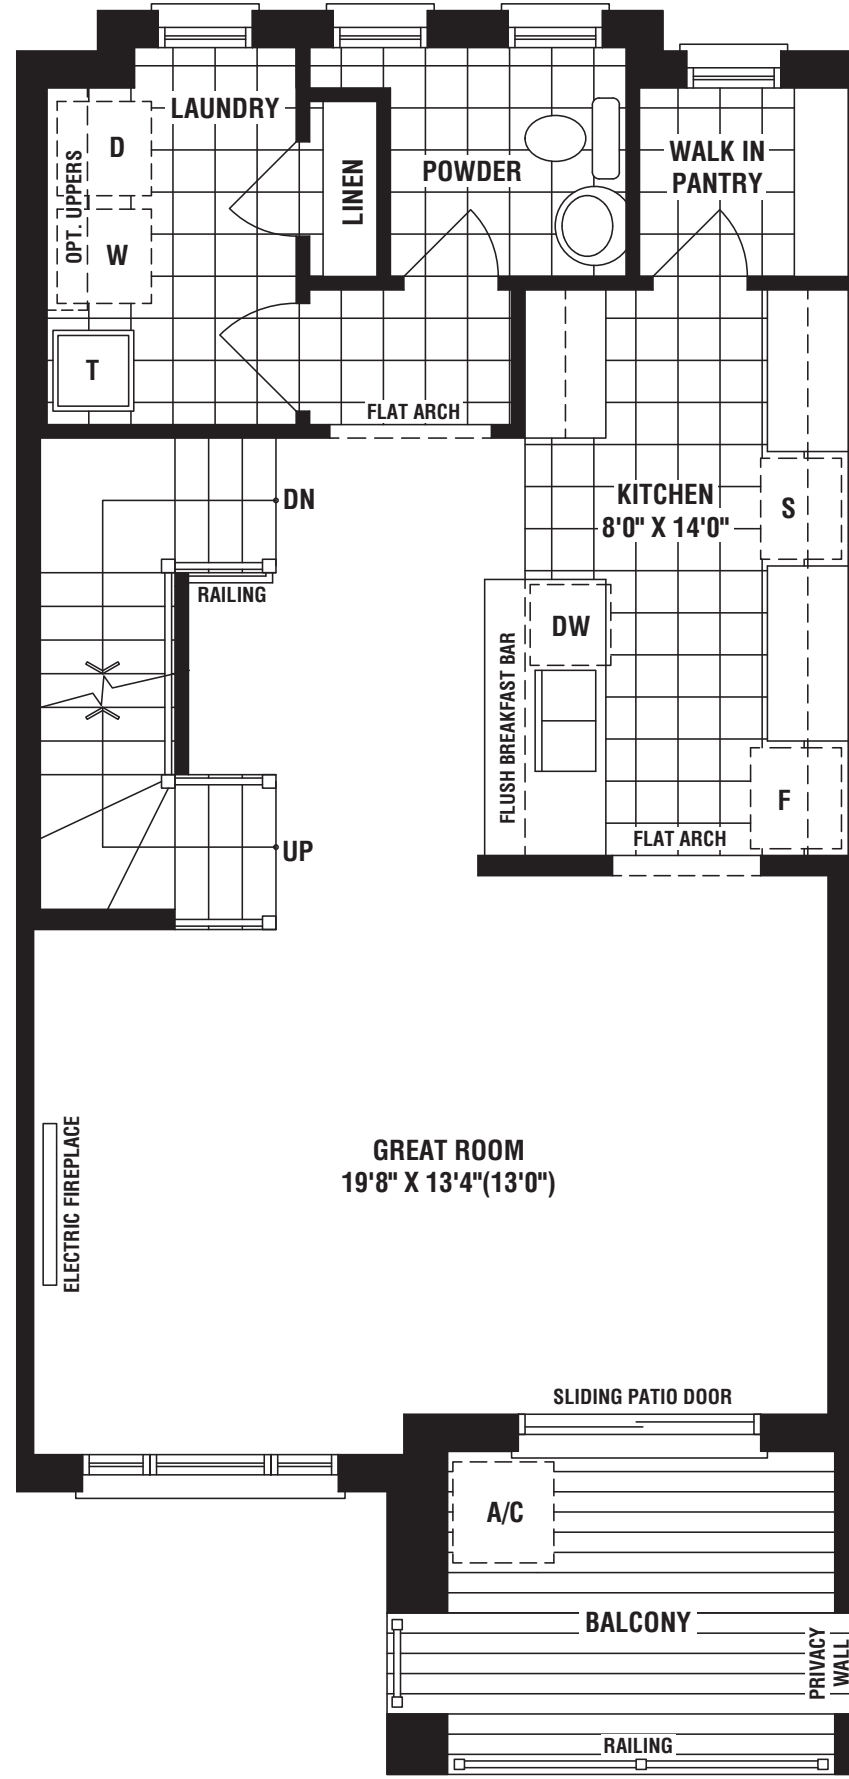 LAUNDRY
D
OPT. UPPERS
W
T
LINEN
POWDER
WALK IN
PANTRY
FLAT ARCH
DN
RAILING
KITCHEN
8'0" X 14'0"
S
DW
FLUSH BREAKFAST BAR
F
FLAT ARCH
UP
GREAT ROOM
19'8" X 13'4"(13'0")
ELECTRIC FIREPLACE
SLIDING PATIO DOOR
A/C
BALCONY
PRIVACY
WALL
RAILING